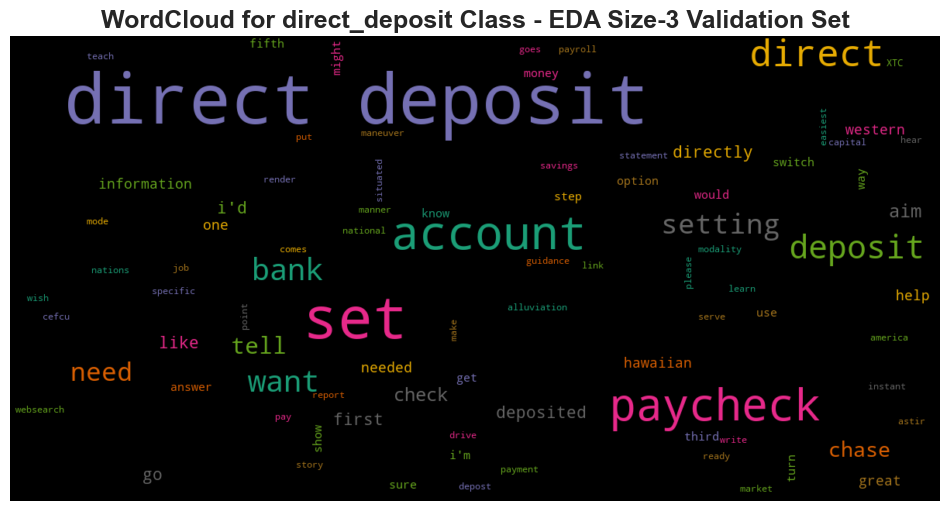 WordCloud for direct_deposit Class - EDA Size-3 Validation Set
teach fifth might goes payroll direct XTC
money
direct deposit
put maneuver easiest western capital hear
savings statement directly switch
information render situated option step would way
mode i'd one manner know account setting aim
national deposit
comes guidance link modality
nations job bank please learn help
wish specific
cefcu point set alluviation serve use
make america
like tell
need want needed hawaiian
answer report check get instant
websearch pay first deposited paycheck astir
show drive third write chase
story i'm ready turn
go sure payment great
depost market